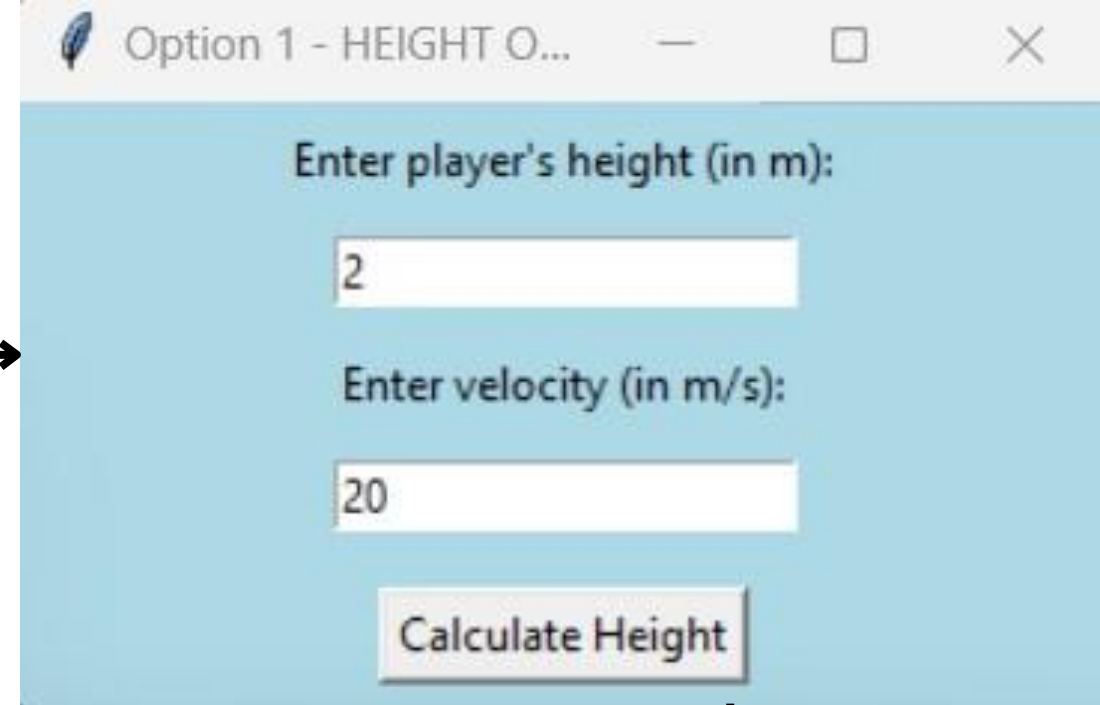 Option 1 - HEIGHT O...
Enter player's height (in m):
2
Enter velocity (in m/s):
20
Calculate Height